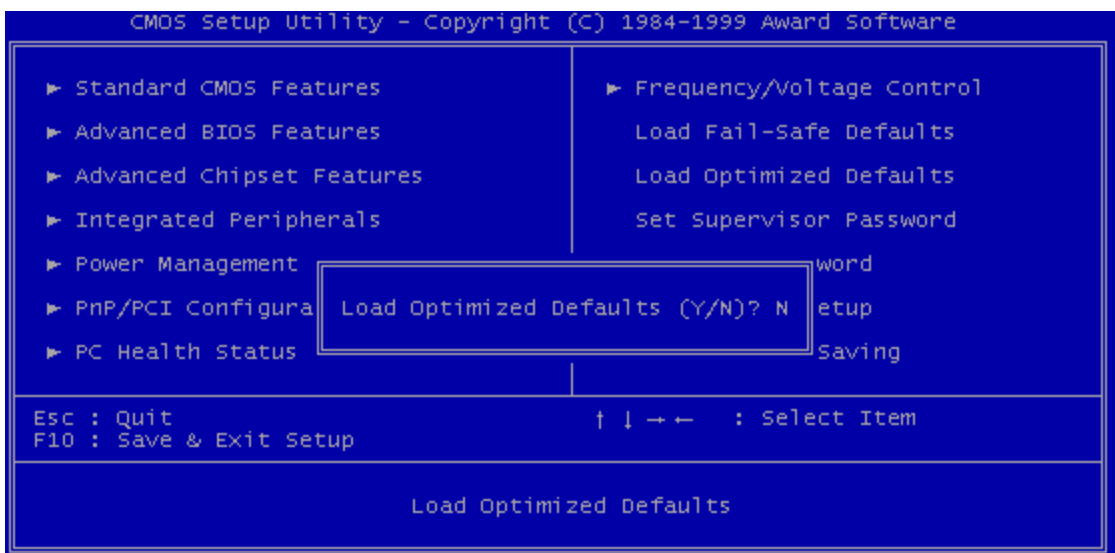 CMOS Setup Utility - Copyright (C) 1984-1999 Award Software
► Standard CMOS Features
► Advanced BIOS Features
► Advanced Chipset Features
► Integrated Peripherals
► Power Management
► PnP/PCI Configura
► PC Health Status
► Frequency/Voltage Control
Load Fail-Safe Defaults
Load Optimized Defaults
Set Supervisor Password
word
etup
Saving
Load Optimized Defaults (Y/N)? N
Esc : Quit
F10 : Save & Exit Setup
↑ ↓ → ← : Select Item
Load Optimized Defaults